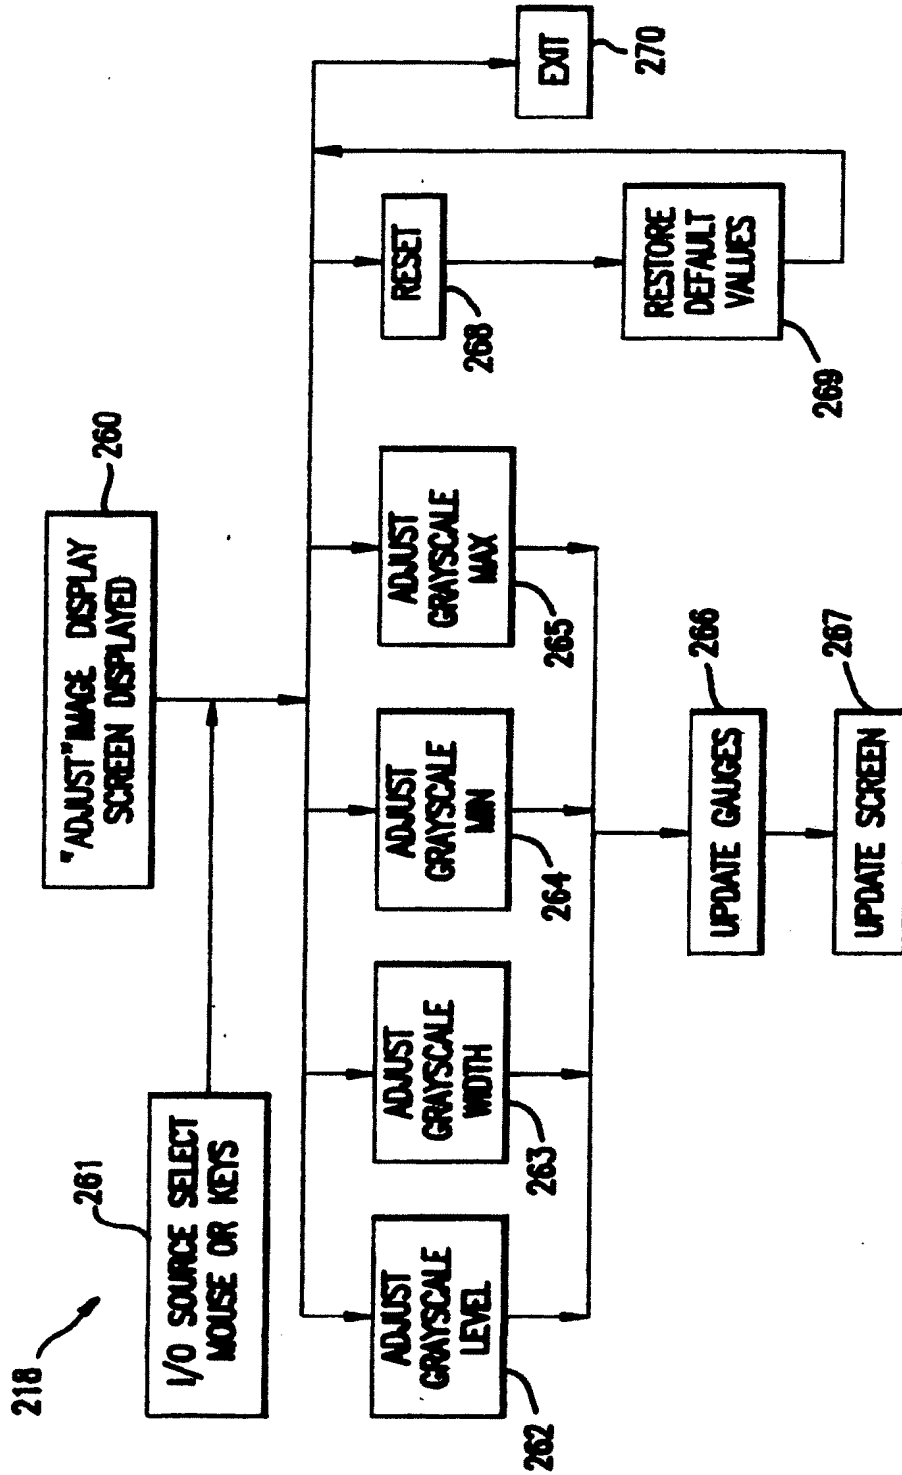 218
261
I/O SOURCE SELECT
MOUSE OR KEYS
260
"ADJUST" IMAGE DISPLAY
SCREEN DISPLAYED
ADJUST
GRAYSCALE
LEVEL
262
ADJUST
GRAYSCALE
WIDTH
263
ADJUST
GRAYSCALE
MIN
264
ADJUST
GRAYSCALE
MAX
265
RESET
268
EXIT
270
RESTORE
DEFAULT
VALUES
269
UPDATE GAUGES
266
UPDATE SCREEN
267